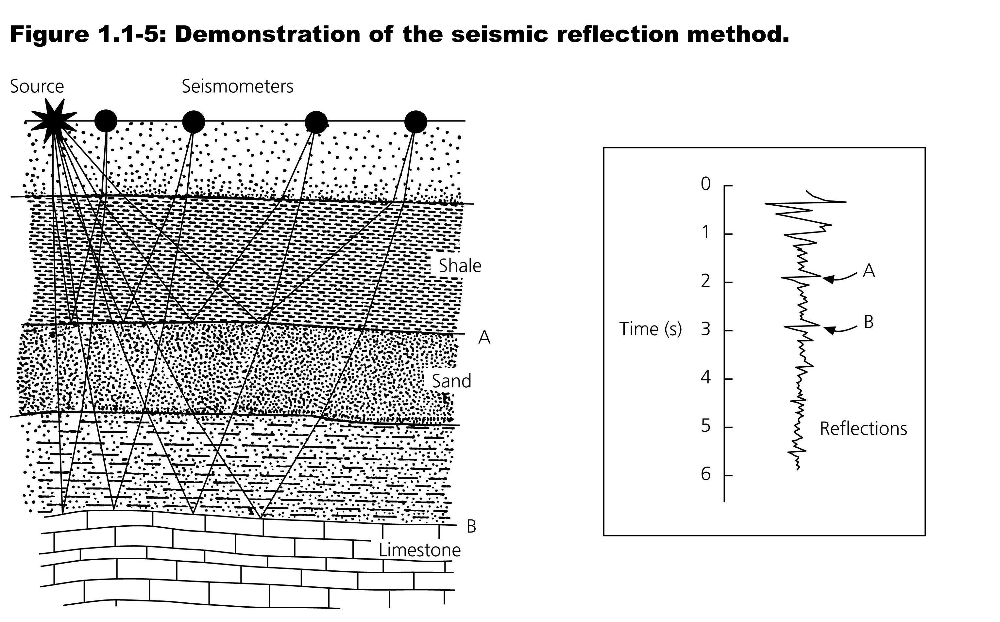 Figure 1.1-5: Demonstration of the seismic reflection method.
Source
Seismometers
Shale
A
Sand
B
Limestone
0
1
2
Time (s) 3
4
5
6
A
B
Reflections